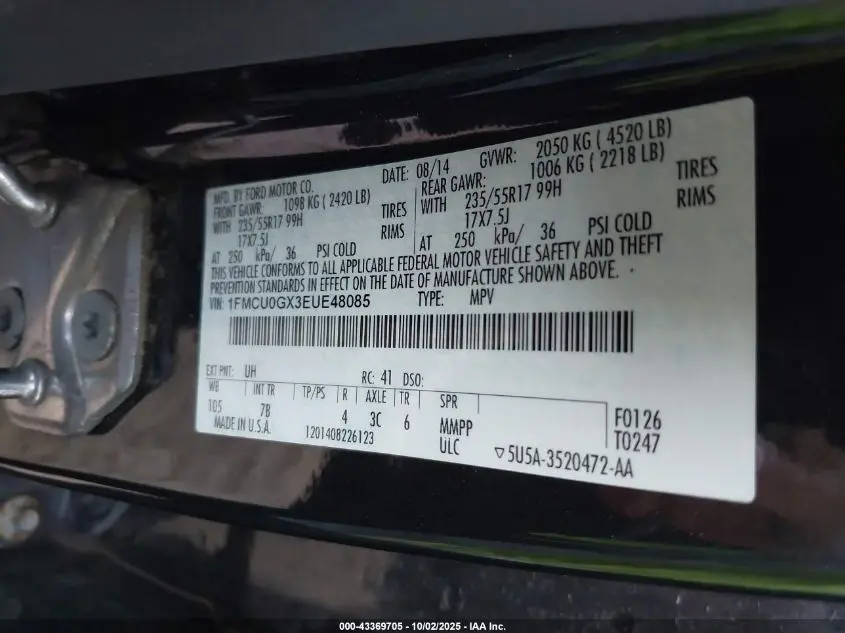 MFD. BY FORD MOTOR CO.
DATE: 08/14 GVWR: 2050 KG ( 4520 LB)
FRONT GAWR: 1098 KG ( 2420 LB)
REAR GAWR: 1006 KG ( 2218 LB)
WITH 235/55R17 99H TIRES
WITH 235/55R17 99H TIRES
17X7.5J RIMS
17X7.5J RIMS
AT 250 kPa/ 36 PSI COLD
AT 250 kPa/ 36 PSI COLD
THIS VEHICLE CONFORMS TO ALL APPLICABLE FEDERAL MOTOR VEHICLE SAFETY AND THEFT
PREVENTION STANDARDS IN EFFECT ON THE DATE OF MANUFACTURE SHOWN ABOVE.
VIN: 1FMCU0GX3EUE48085 TYPE: MPV
EXT PNT: UH RC: 41 DSO:
WB INT TR TP/PS R AXLE TR SPR
105 7B 4 3C 6 MMPP
F0126
MADE IN U.S.A. 1201408226123 ULC
T0247
▽5U5A-3520472-AA
000-43369705 - 10/02/2025 - IAA Inc.